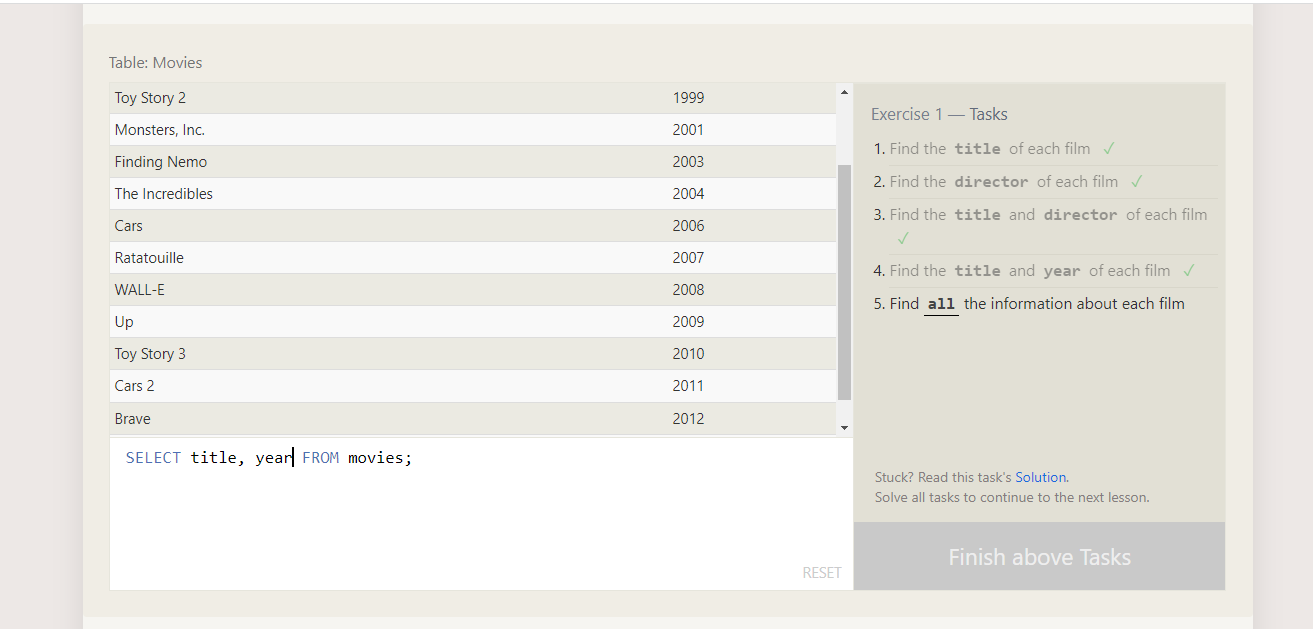 Table: Movies
Toy Story 2 1999
Monsters, Inc. 2001
Finding Nemo 2003
The Incredibles 2004
Cars 2006
Ratatouille 2007
WALL-E 2008
Up 2009
Toy Story 3 2010
Cars 2 2011
Brave 2012
SELECT title, year FROM movies;
RESET
Exercise 1 — Tasks
1. Find the title of each film ✓
2. Find the director of each film ✓
3. Find the title and director of each film
✓
4. Find the title and year of each film ✓
5. Find all the information about each film
Stuck? Read this task's Solution.
Solve all tasks to continue to the next lesson.
Finish above Tasks